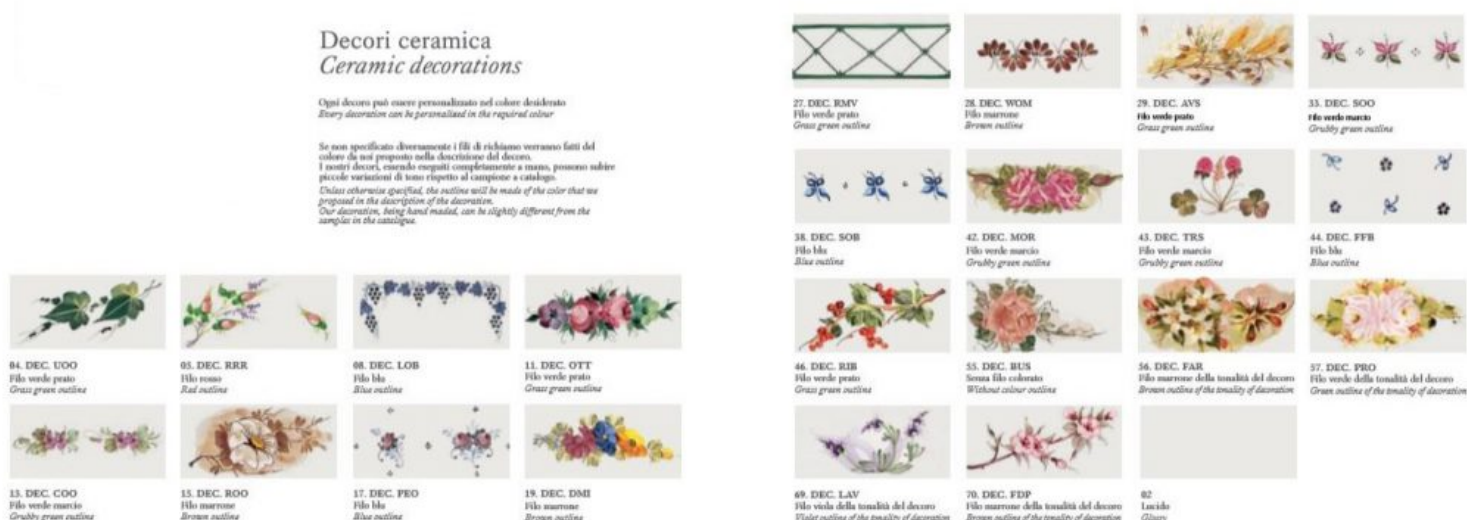 Decori ceramica
Ceramic decorations
Ogni decoro può essere personalizzato nel colore desiderato
Every decoration can be personalized in the required colour
Se non specificato diversamente i fili di richiamo verranno fatti del
colore da noi proposto nella descrizione del decoro.
I nostri decori, essendo eseguiti completamente a mano, possono subire
piccole variazioni di tono rispetto al campione a catalogo.
Unless otherwise specified, the outline will be made of the color that we
proposed in the description of the decoration.
Our decoration, being hand maded, can be slightly different from the
samples in the catalogue.
04. DEC. UOO
Filo verde prato
Grass green outline
05. DEC. RRR
Filo rosso
Red outline
08. DEC. LOB
Filo blu
Blue outline
11. DEC. OTT
Filo verde prato
Grass green outline
13. DEC. COO
Filo verde marcio
Grubby green outline
15. DEC. ROO
Filo marrone
Brown outline
17. DEC. PEO
Filo blu
Blue outline
19. DEC. DMI
Filo marrone
Brown outline
27. DEC. RMV
Filo verde prato
Grass green outline
28. DEC. WOM
Filo marrone
Brown outline
29. DEC. AVS
Filo verde prato
Grass green outline
33. DEC. SOO
Filo verde marcio
Grubby green outline
38. DEC. SOB
Filo blu
Blue outline
42. DEC. MOR
Filo verde marcio
Grubby green outline
43. DEC. TRS
Filo verde marcio
Grubby green outline
44. DEC. FFB
Filo blu
Blue outline
46. DEC. RIB
Filo verde prato
Grass green outline
55. DEC. BUS
Senza filo colorato
Without colour outline
56. DEC. FAR
Filo marrone della tonalità del decoro
Brown outline of the tonality of decoration
57. DEC. PRO
Filo verde della tonalità del decoro
Green outline of the tonality of decoration
69. DEC. LAV
Filo viola della tonalità del decoro
Violet outline of the tonality of decoration
70. DEC. FDP
Filo marrone della tonalità del decoro
Brown outline of the tonality of decoration
02
Lucido
Glossy